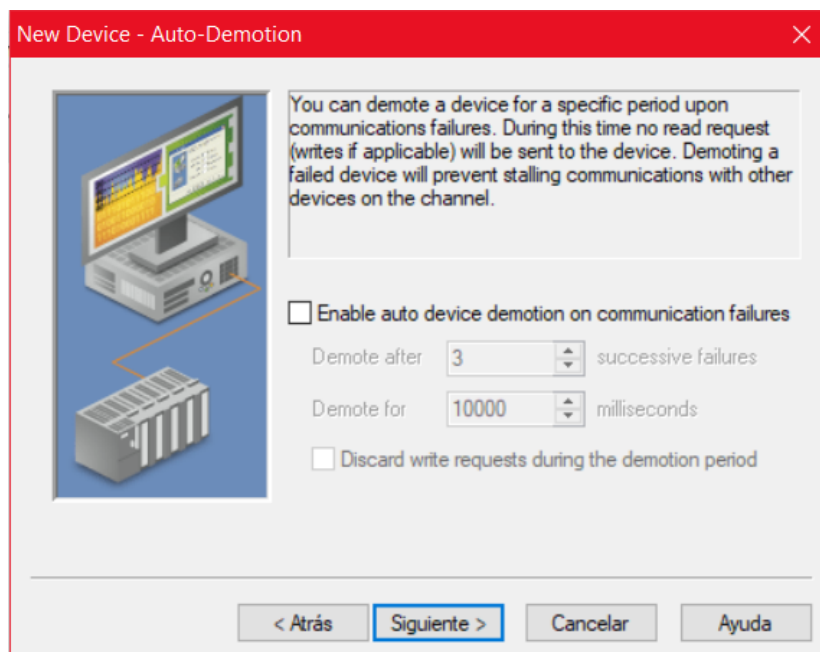 New Device - Auto-Demotion
You can demote a device for a specific period upon
communications failures. During this time no read request
(writes if applicable) will be sent to the device. Demoting a
failed device will prevent stalling communications with other
devices on the channel.
Enable auto device demotion on communication failures
Demote after 3 successive failures
Demote for 10000 milliseconds
Discard write requests during the demotion period
< Atrás Siguiente > Cancelar Ayuda